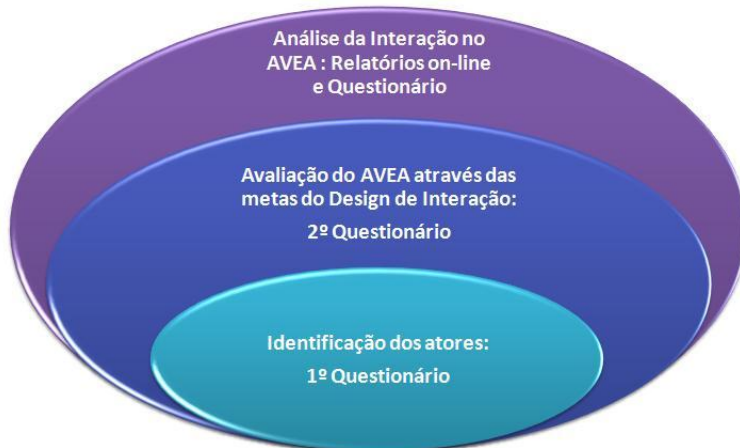 Análise da Interação no
AVEA : Relatórios on-line
e Questionário
Avaliação do AVEA através das
metas do Design de Interação:
2º Questionário
Identificação dos atores:
1º Questionário